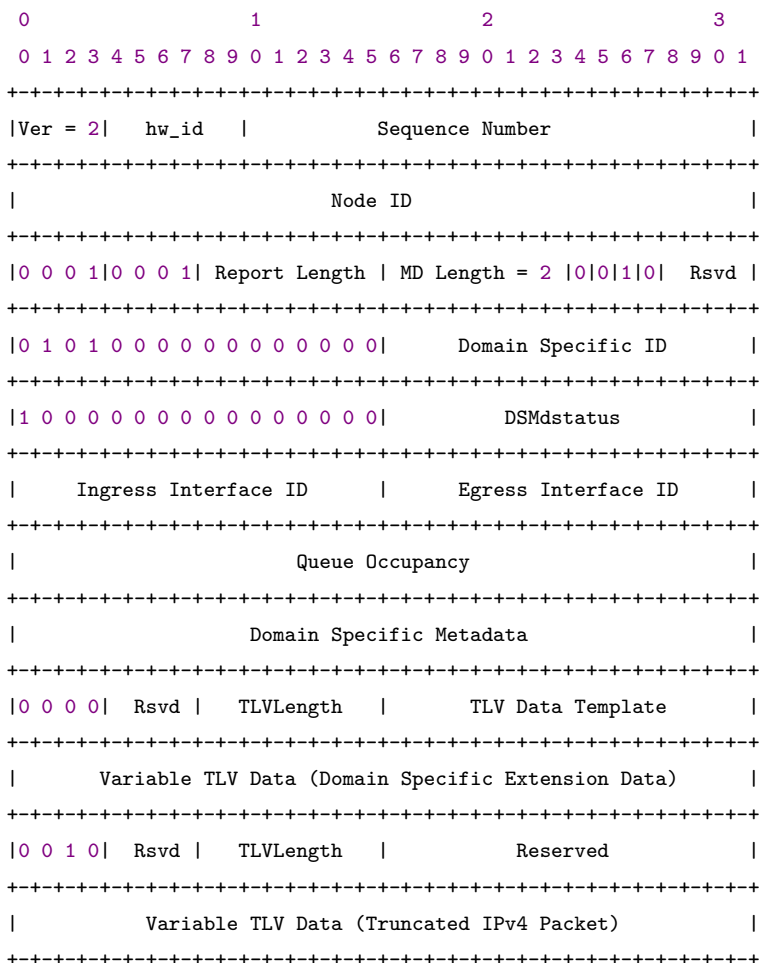 0                   1                   2                   3
 0 1 2 3 4 5 6 7 8 9 0 1 2 3 4 5 6 7 8 9 0 1 2 3 4 5 6 7 8 9 0 1
+-+-+-+-+-+-+-+-+-+-+-+-+-+-+-+-+-+-+-+-+-+-+-+-+-+-+-+-+-+-+-+-+
|Ver = 2|   hw_id   |           Sequence Number                 |
+-+-+-+-+-+-+-+-+-+-+-+-+-+-+-+-+-+-+-+-+-+-+-+-+-+-+-+-+-+-+-+-+
|                           Node ID                             |
+-+-+-+-+-+-+-+-+-+-+-+-+-+-+-+-+-+-+-+-+-+-+-+-+-+-+-+-+-+-+-+-+
|0 0 0 1|0 0 0 1| Report Length | MD Length = 2 |0|0|1|0|  Rsvd |
+-+-+-+-+-+-+-+-+-+-+-+-+-+-+-+-+-+-+-+-+-+-+-+-+-+-+-+-+-+-+-+-+
|0 1 0 1 0 0 0 0 0 0 0 0 0 0 0 0|      Domain Specific ID       |
+-+-+-+-+-+-+-+-+-+-+-+-+-+-+-+-+-+-+-+-+-+-+-+-+-+-+-+-+-+-+-+-+
|1 0 0 0 0 0 0 0 0 0 0 0 0 0 0 0|          DSMdstatus           |
+-+-+-+-+-+-+-+-+-+-+-+-+-+-+-+-+-+-+-+-+-+-+-+-+-+-+-+-+-+-+-+-+
|     Ingress Interface ID      |      Egress Interface ID      |
+-+-+-+-+-+-+-+-+-+-+-+-+-+-+-+-+-+-+-+-+-+-+-+-+-+-+-+-+-+-+-+-+
|                        Queue Occupancy                        |
+-+-+-+-+-+-+-+-+-+-+-+-+-+-+-+-+-+-+-+-+-+-+-+-+-+-+-+-+-+-+-+-+
|                    Domain Specific Metadata                   |
+-+-+-+-+-+-+-+-+-+-+-+-+-+-+-+-+-+-+-+-+-+-+-+-+-+-+-+-+-+-+-+-+
|0 0 0 0|  Rsvd |   TLVLength   |       TLV Data Template       |
+-+-+-+-+-+-+-+-+-+-+-+-+-+-+-+-+-+-+-+-+-+-+-+-+-+-+-+-+-+-+-+-+
|       Variable TLV Data (Domain Specific Extension Data)      |
+-+-+-+-+-+-+-+-+-+-+-+-+-+-+-+-+-+-+-+-+-+-+-+-+-+-+-+-+-+-+-+-+
|0 0 1 0|  Rsvd |   TLVLength   |           Reserved            |
+-+-+-+-+-+-+-+-+-+-+-+-+-+-+-+-+-+-+-+-+-+-+-+-+-+-+-+-+-+-+-+-+
|           Variable TLV Data (Truncated IPv4 Packet)           |
+-+-+-+-+-+-+-+-+-+-+-+-+-+-+-+-+-+-+-+-+-+-+-+-+-+-+-+-+-+-+-+-+